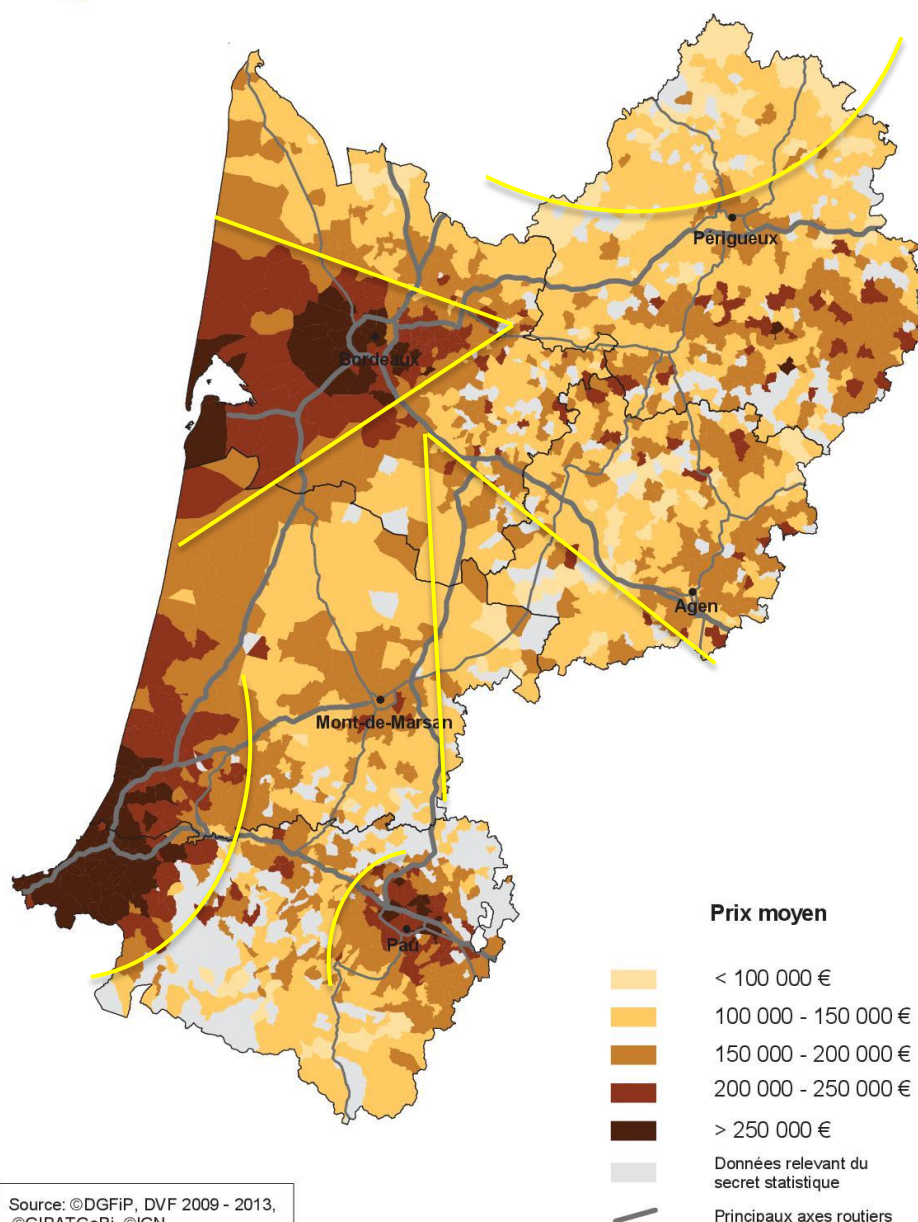 Périgueux
Bordeaux
Agen
Mont-de-Marsan
Pau
Prix moyen
< 100 000 €
100 000 - 150 000 €
150 000 - 200 000 €
200 000 - 250 000 €
> 250 000 €
Données relevant du
secret statistique
Principaux axes routiers
Source: ©DGFiP, DVF 2009 - 2013,